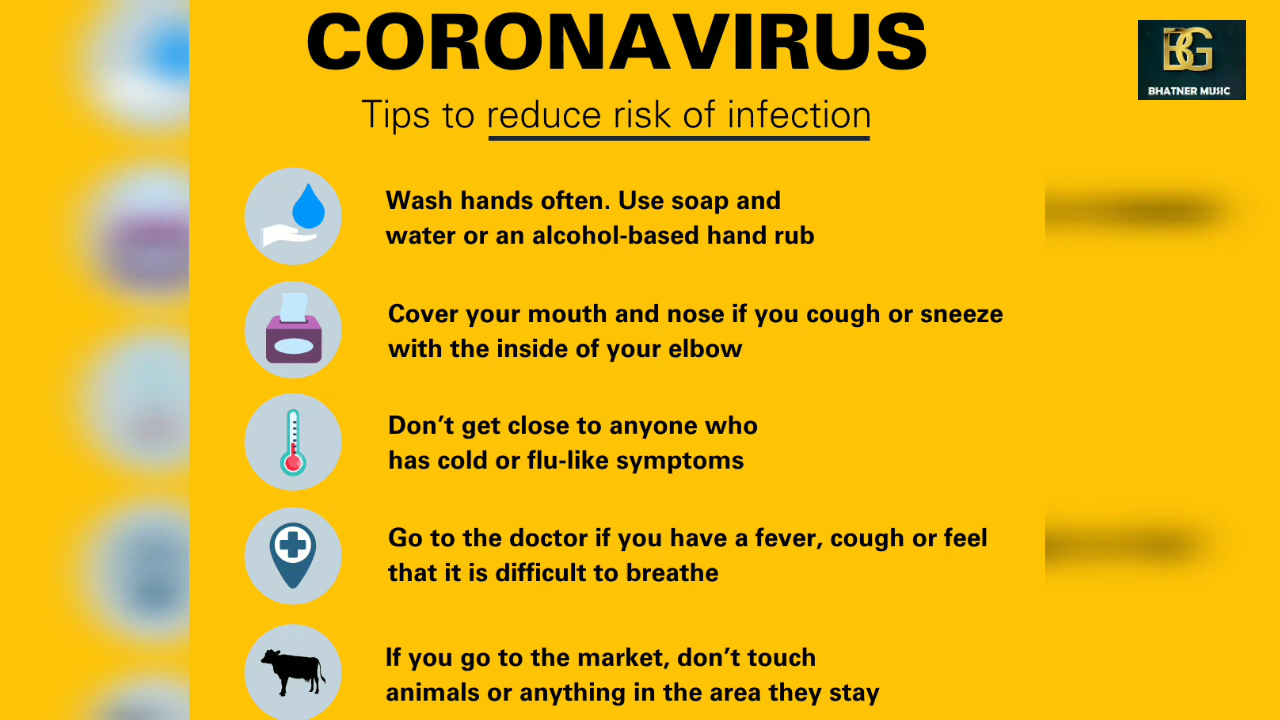 CORONAVIRUS
Tips to reduce risk of infection
BG
BHATNER MUSIC
Wash hands often. Use soap and
water or an alcohol-based hand rub
Cover your mouth and nose if you cough or sneeze
with the inside of your elbow
Don’t get close to anyone who
has cold or flu-like symptoms
Go to the doctor if you have a fever, cough or feel
that it is difficult to breathe
If you go to the market, don’t touch
animals or anything in the area they stay